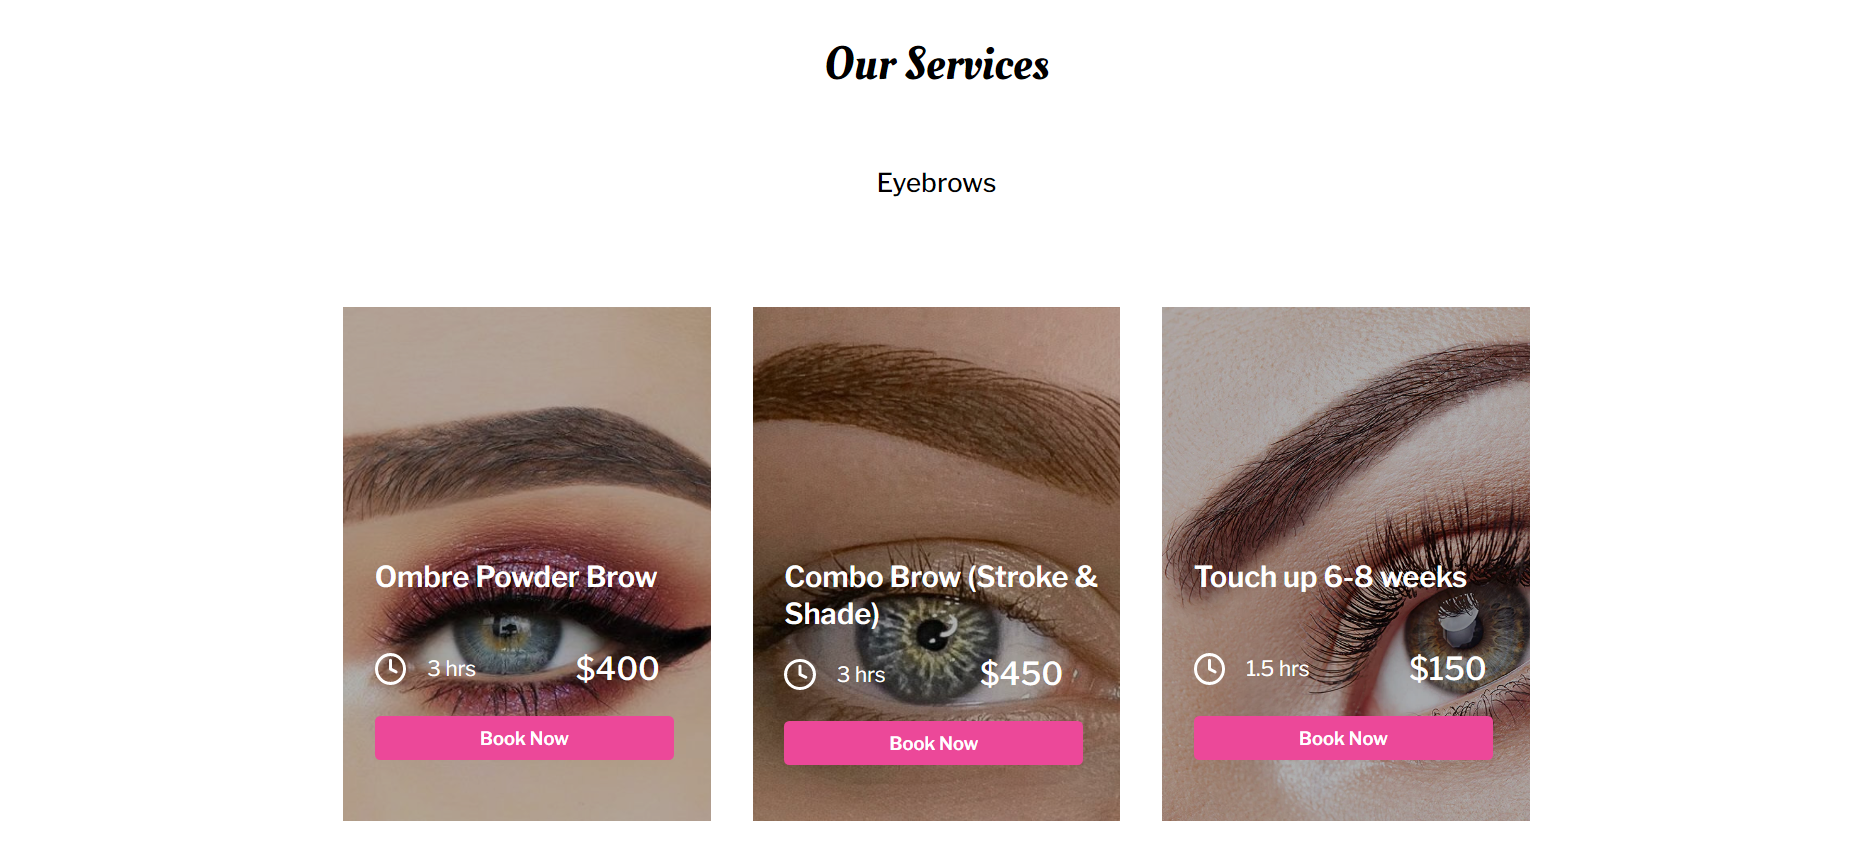 Our Services
Eyebrows
Ombre Powder Brow
3 hrs
$400
Book Now
Combo Brow (Stroke &
Shade)
3 hrs
$450
Book Now
Touch up 6-8 weeks
1.5 hrs
$150
Book Now